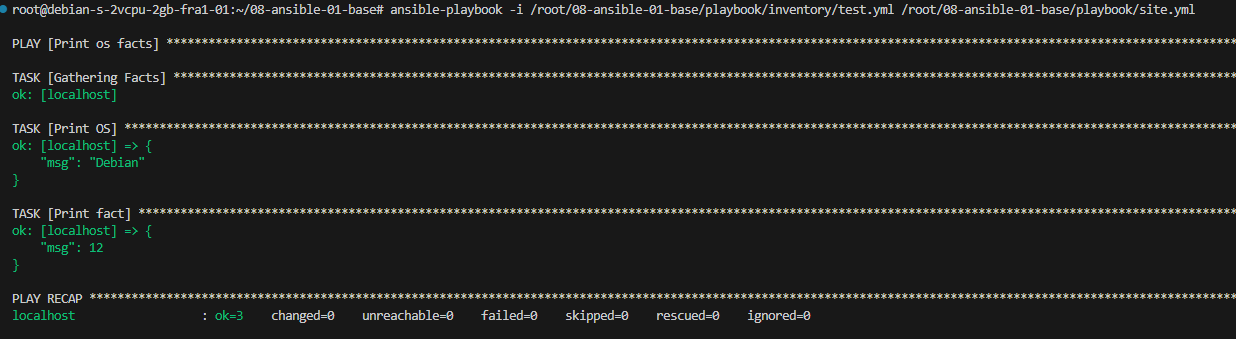 root@debian-s-2vcpu-2gb-fra1-01:~/08-ansible-01-base# ansible-playbook -i /root/08-ansible-01-base/playbook/inventory/test.yml /root/08-ansible-01-base/playbook/site.yml
PLAY [Print os facts] ******************************************************************************************************************************************************
TASK [Gathering Facts] *****************************************************************************************************************************************************
ok: [localhost]
TASK [Print OS] ************************************************************************************************************************************************************
ok: [localhost] => {
    "msg": "Debian"
}
TASK [Print fact] **********************************************************************************************************************************************************
ok: [localhost] => {
    "msg": 12
}
PLAY RECAP *****************************************************************************************************************************************************************
localhost                  : ok=3    changed=0    unreachable=0    failed=0    skipped=0    rescued=0    ignored=0